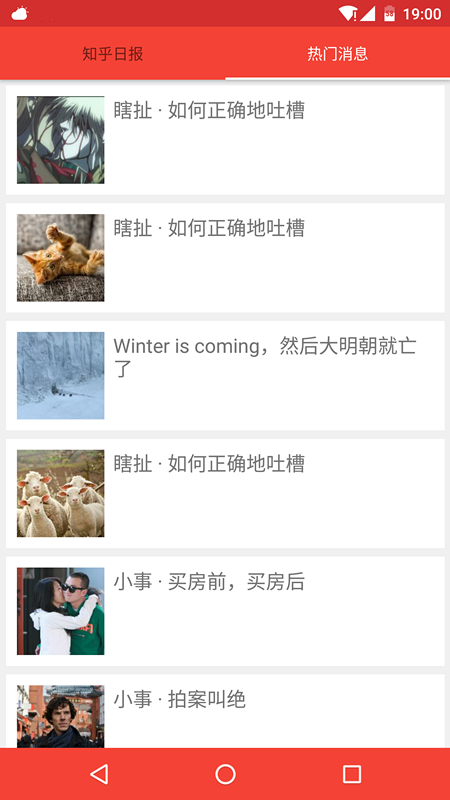 19:00
知乎日报
热门消息
瞎扯 · 如何正确地吐槽
瞎扯 · 如何正确地吐槽
Winter is coming，然后大明朝就亡
了
瞎扯 · 如何正确地吐槽
小事 · 买房前，买房后
小事 · 拍案叫绝